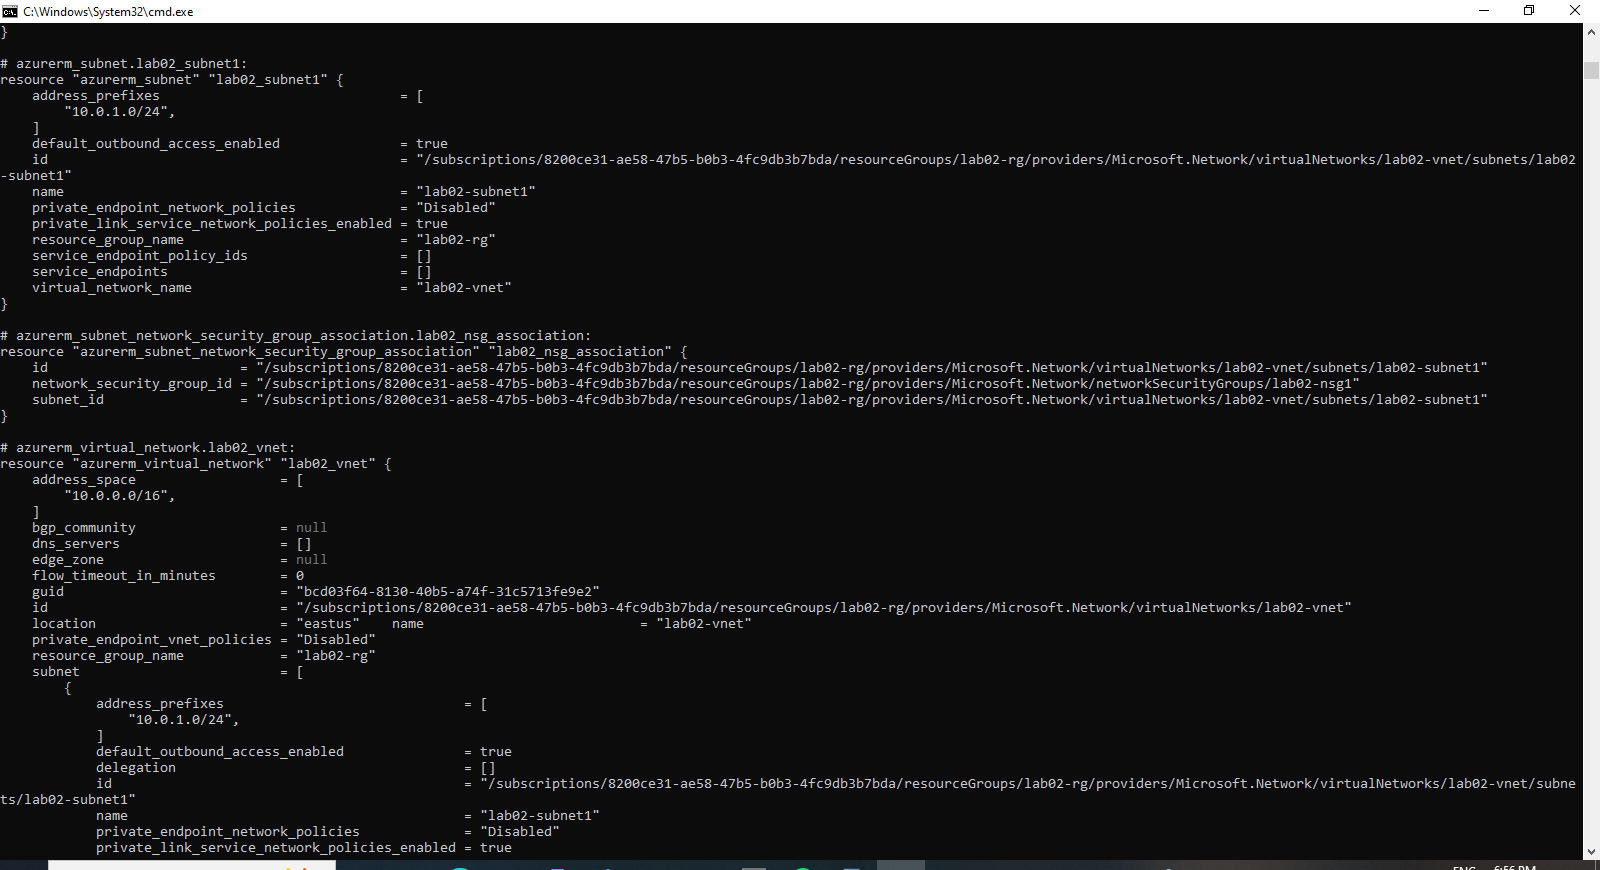 C:\Windows\System32\cmd.exe
}
# azurerm_subnet.lab02_subnet1:
resource "azurerm_subnet" "lab02_subnet1" {
    address_prefixes                              = [
        "10.0.1.0/24",
    ]
    default_outbound_access_enabled               = true
    id                                            = "/subscriptions/8200ce31-ae58-47b5-b0b3-4fc9db3b7bda/resourceGroups/lab02-rg/providers/Microsoft.Network/virtualNetworks/lab02-vnet/subnets/lab02
-subnet1"
    name                                          = "lab02-subnet1"
    private_endpoint_network_policies             = "Disabled"
    private_link_service_network_policies_enabled = true
    resource_group_name                           = "lab02-rg"
    service_endpoint_policy_ids                   = []
    service_endpoints                             = []
    virtual_network_name                          = "lab02-vnet"
}
# azurerm_subnet_network_security_group_association.lab02_nsg_association:
resource "azurerm_subnet_network_security_group_association" "lab02_nsg_association" {
    id                        = "/subscriptions/8200ce31-ae58-47b5-b0b3-4fc9db3b7bda/resourceGroups/lab02-rg/providers/Microsoft.Network/virtualNetworks/lab02-vnet/subnets/lab02-subnet1"
    network_security_group_id = "/subscriptions/8200ce31-ae58-47b5-b0b3-4fc9db3b7bda/resourceGroups/lab02-rg/providers/Microsoft.Network/networkSecurityGroups/lab02-nsg1"
    subnet_id                 = "/subscriptions/8200ce31-ae58-47b5-b0b3-4fc9db3b7bda/resourceGroups/lab02-rg/providers/Microsoft.Network/virtualNetworks/lab02-vnet/subnets/lab02-subnet1"
}
# azurerm_virtual_network.lab02_vnet:
resource "azurerm_virtual_network" "lab02_vnet" {
    address_space                  = [
        "10.0.0.0/16",
    ]
    bgp_community                  = null
    dns_servers                    = []
    edge_zone                      = null
    flow_timeout_in_minutes        = 0
    guid                           = "bcd03f64-8130-40b5-a74f-31c5713fe9e2"
    id                             = "/subscriptions/8200ce31-ae58-47b5-b0b3-4fc9db3b7bda/resourceGroups/lab02-rg/providers/Microsoft.Network/virtualNetworks/lab02-vnet"
    location                       = "eastus"    name                           = "lab02-vnet"
    private_endpoint_vnet_policies = "Disabled"
    resource_group_name            = "lab02-rg"
    subnet                         = [
        {
            address_prefixes                              = [
                "10.0.1.0/24",
            ]
            default_outbound_access_enabled               = true
            delegation                                    = []
            id                                            = "/subscriptions/8200ce31-ae58-47b5-b0b3-4fc9db3b7bda/resourceGroups/lab02-rg/providers/Microsoft.Network/virtualNetworks/lab02-vnet/subne
ts/lab02-subnet1"
            name                                          = "lab02-subnet1"
            private_endpoint_network_policies             = "Disabled"
            private_link_service_network_policies_enabled = true